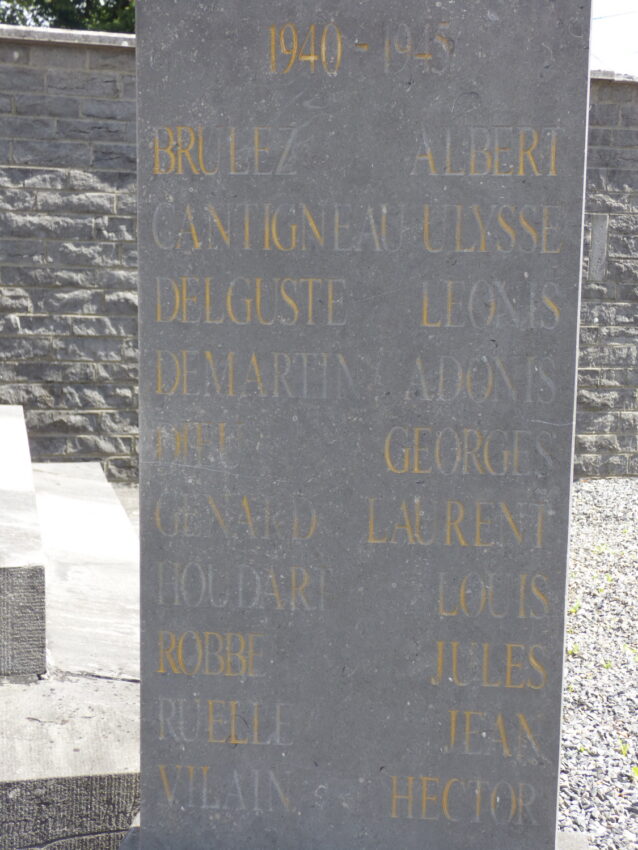 1940 - 1945
BRULEZ ALBERT
CANTIGNEAU ULYSSE
DELGUSTE LEONIS
DEMARTIN ADONIS
DIEU GEORGES
GENARD LAURENT
HOUDART LOUIS
ROBBE JULES
RUELLE JEAN
VILAIN HECTOR